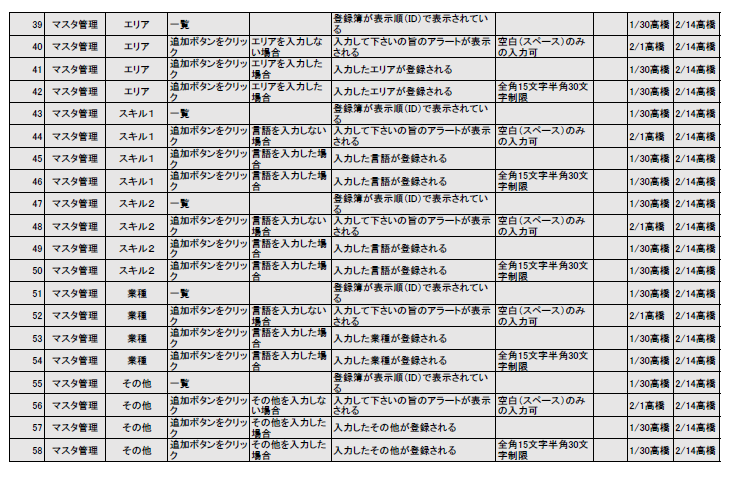 39 マスタ管理 エリア 一覧 登録簿が表示順(ID)で表示されている 1/30高橋 2/14高橋
40 マスタ管理 エリア 追加ボタンをクリック エリアを入力しない場合 入力して下さいの旨のアラートが表示される 空白(スペース)のみの入力可 2/1高橋 2/14高橋
41 マスタ管理 エリア 追加ボタンをクリック エリアを入力した場合 入力したエリアが登録される 1/30高橋 2/14高橋
42 マスタ管理 エリア 追加ボタンをクリック エリアを入力した場合 入力したエリアが登録される 全角15文字半角30文字制限 1/30高橋 2/14高橋
43 マスタ管理 スキル1 一覧 登録簿が表示順(ID)で表示されている 1/30高橋 2/14高橋
44 マスタ管理 スキル1 追加ボタンをクリック 言語を入力しない場合 入力して下さいの旨のアラートが表示される 空白(スペース)のみの入力可 2/1高橋 2/14高橋
45 マスタ管理 スキル1 追加ボタンをクリック 言語を入力した場合 入力した言語が登録される 1/30高橋 2/14高橋
46 マスタ管理 スキル1 追加ボタンをクリック 言語を入力した場合 入力した言語が登録される 全角15文字半角30文字制限 1/30高橋 2/14高橋
47 マスタ管理 スキル2 一覧 登録簿が表示順(ID)で表示されている 1/30高橋 2/14高橋
48 マスタ管理 スキル2 追加ボタンをクリック 言語を入力しない場合 入力して下さいの旨のアラートが表示される 空白(スペース)のみの入力可 2/1高橋 2/14高橋
49 マスタ管理 スキル2 追加ボタンをクリック 言語を入力した場合 入力した言語が登録される 1/30高橋 2/14高橋
50 マスタ管理 スキル2 追加ボタンをクリック 言語を入力した場合 入力した言語が登録される 全角15文字半角30文字制限 1/30高橋 2/14高橋
51 マスタ管理 業種 一覧 登録簿が表示順(ID)で表示されている 1/30高橋 2/14高橋
52 マスタ管理 業種 追加ボタンをクリック 言語を入力しない場合 入力して下さいの旨のアラートが表示される 空白(スペース)のみの入力可 2/1高橋 2/14高橋
53 マスタ管理 業種 追加ボタンをクリック 言語を入力した場合 入力した業種が登録される 1/30高橋 2/14高橋
54 マスタ管理 業種 追加ボタンをクリック 言語を入力した場合 入力した業種が登録される 全角15文字半角30文字制限 1/30高橋 2/14高橋
55 マスタ管理 その他 一覧 登録簿が表示順(ID)で表示されている 1/30高橋 2/14高橋
56 マスタ管理 その他 追加ボタンをクリック その他を入力しない場合 入力して下さいの旨のアラートが表示される 空白(スペース)のみの入力可 2/1高橋 2/14高橋
57 マスタ管理 その他 追加ボタンをクリック その他を入力した場合 入力したその他が登録される 1/30高橋 2/14高橋
58 マスタ管理 その他 追加ボタンをクリック その他を入力した場合 入力したその他が登録される 全角15文字半角30文字制限 1/30高橋 2/14高橋